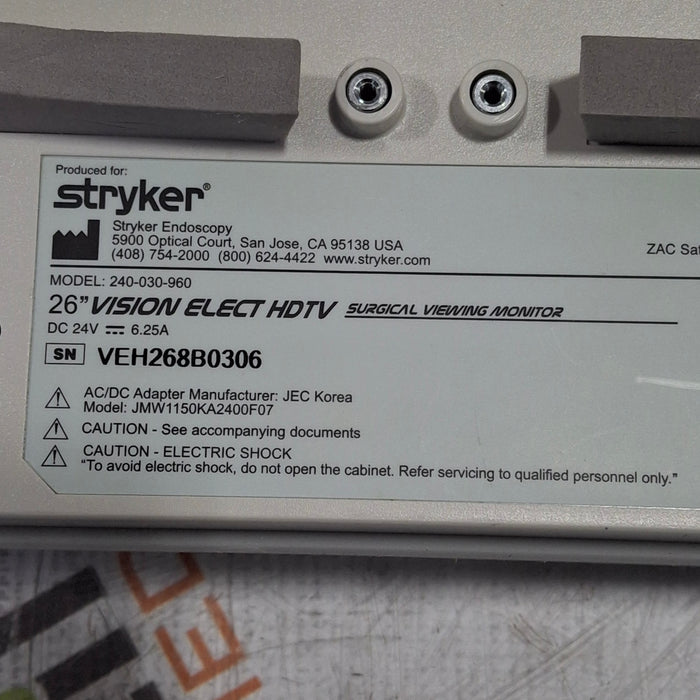 Produced for:
stryker®
Stryker Endoscopy
5900 Optical Court, San Jose, CA 95138 USA
(408) 754-2000 (800) 624-4422 www.stryker.com
ZAC Sat
MODEL: 240-030-960
26” VISION ELECT HDTV SURGICAL VIEWING MONITOR
DC 24V 6.25A
SN VEH268B0306
AC/DC Adapter Manufacturer: JEC Korea
Model: JMW1150KA2400F07
CAUTION - See accompanying documents
CAUTION - ELECTRIC SHOCK
"To avoid electric shock, do not open the cabinet. Refer servicing to qualified personnel only."